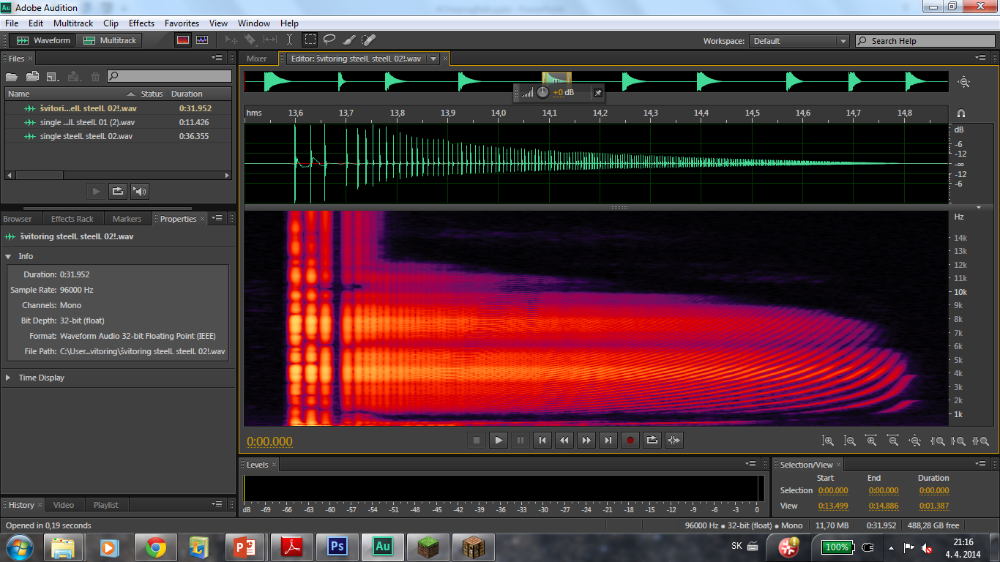 Adobe Audition
File Edit Multitrack Clip Effects Favorites View Window Help
Waveform Multitrack Workspace: Default Search Help
Files × Mixer Editor: švitoring steelL steelL 02!.wav ×
Name Status Duration
švitori...elL steelL 02!.wav 0:31.952
single ...lL steelL 01 (2).wav 0:11.426
single steelL steelL 02.wav 0:36.355
+0 dB
hms 13,6 13,7 13,8 13,9 14,0 14,1 14,2 14,3 14,4 14,5 14,6 14,7 14,8
dB
-6
-12
-∞
-12
-6
Browser Effects Rack Markers Properties ×
švitoring steelL steelL 02!.wav
Info
Duration: 0:31.952
Sample Rate: 96000 Hz
Channels: Mono
Bit Depth: 32-bit (float)
Format: Waveform Audio 32-bit Floating Point (IEEE)
File Path: C:\User...vitoring\švitoring steelL steelL 02!.wav
Time Display
Hz
14k
13k
12k
11k
10k
9k
8k
7k
6k
5k
4k
3k
2k
1k
0:00.000
Levels ×
dB -69 -66 -63 -60 -57 -54 -51 -48 -45 -42 -39 -36 -33 -30 -27 -24 -21 -18 -15 -12 -9 -6 -3 0
Selection/View ×
Start End Duration
Selection 0:00.000 0:00.000 0:00.000
View 0:13.499 0:14.886 0:01.387
History × Video Playlist
Opened in 0,19 seconds
96000 Hz ● 32-bit (float) ● Mono 11,70 MB 0:31.952 488,28 GB free
Ps Au SK 100% 21:16
4. 4. 2014